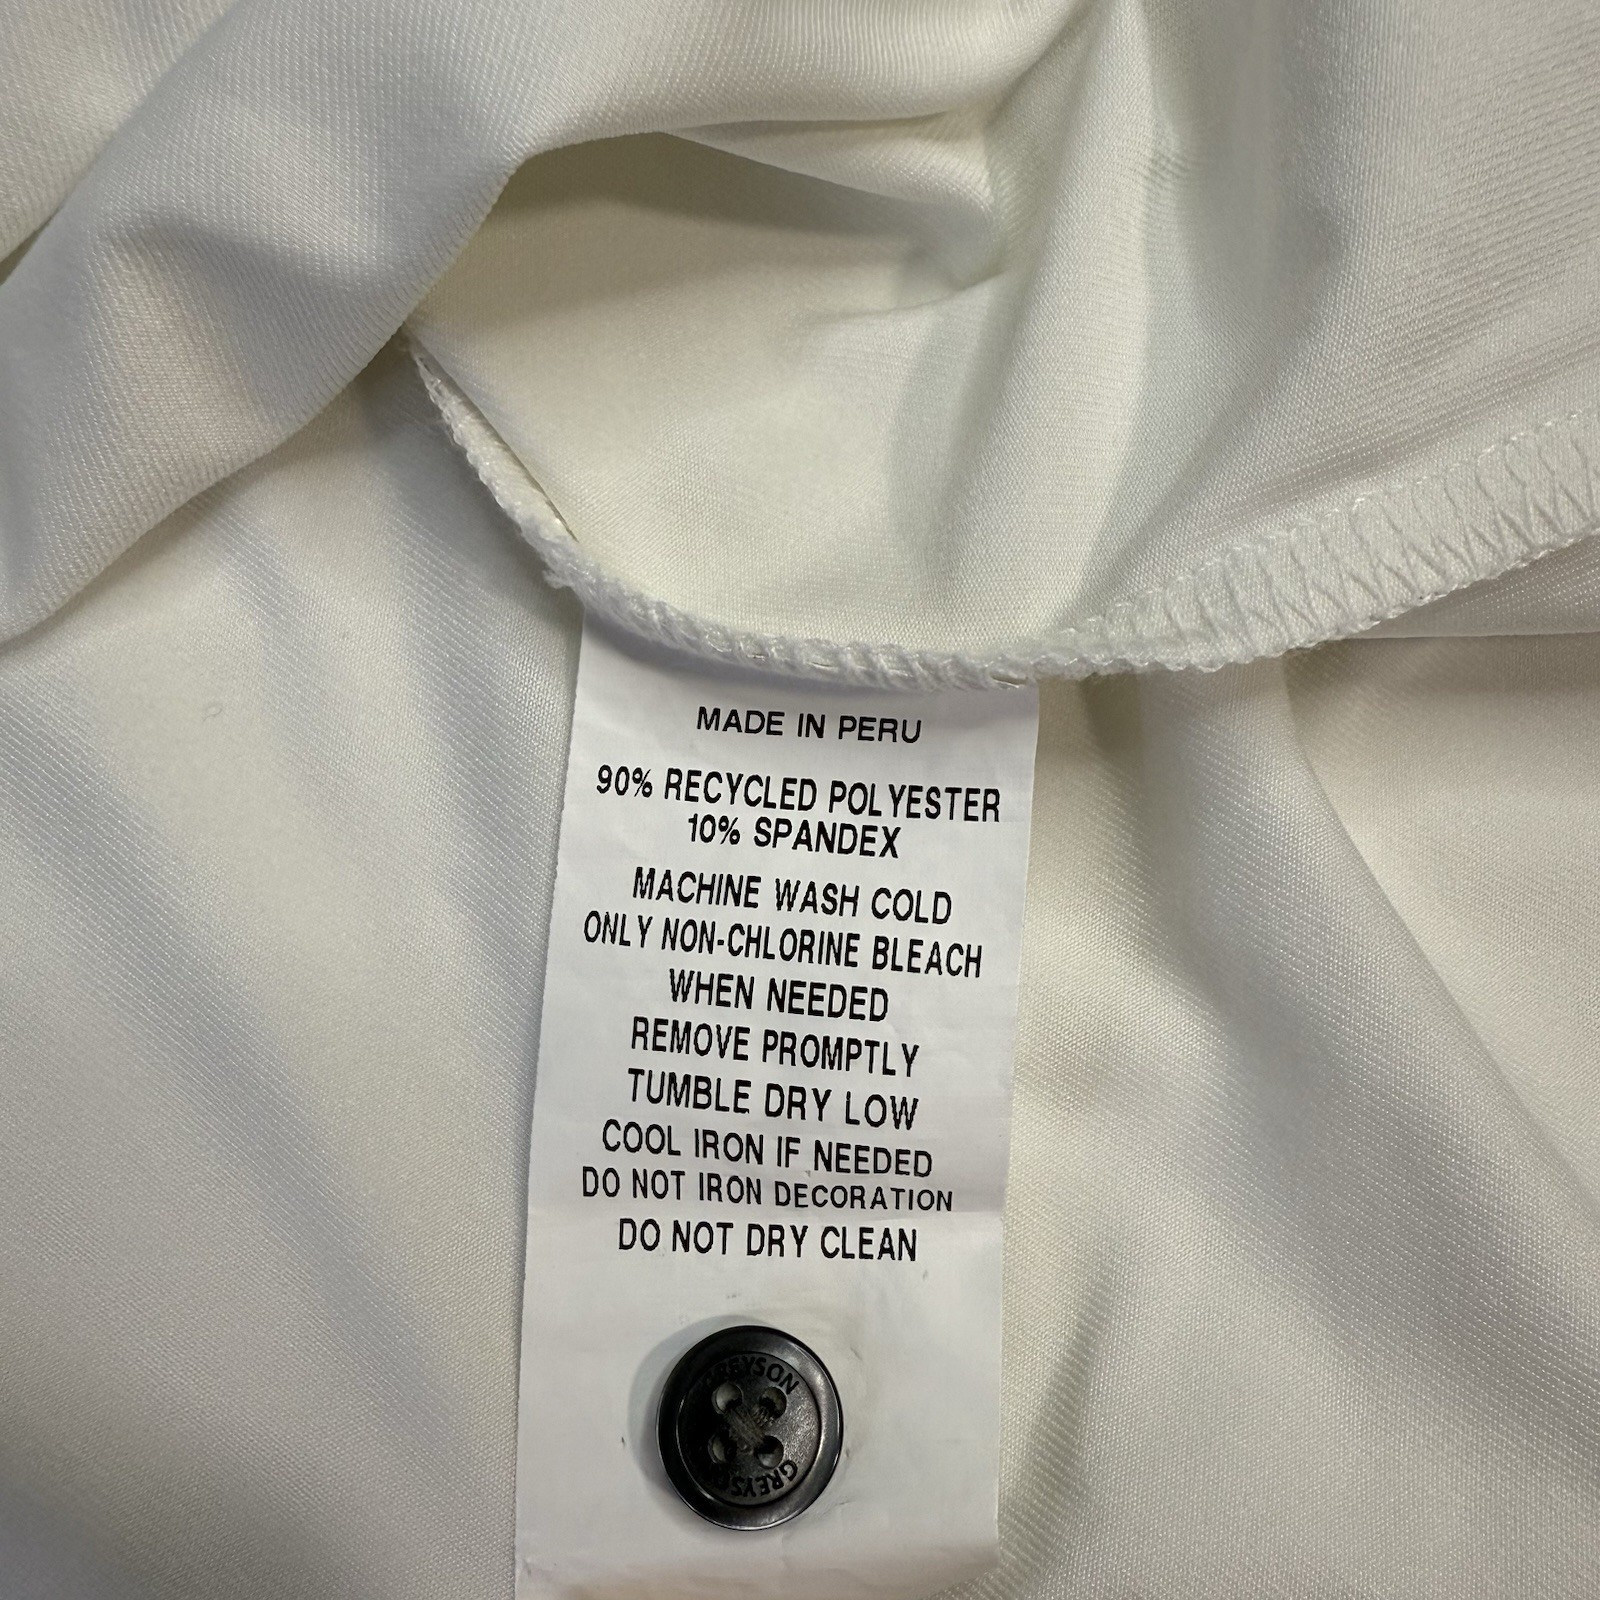 MADE IN PERU
90% RECYCLED POLYESTER
10% SPANDEX
MACHINE WASH COLD
ONLY NON-CHLORINE BLEACH
WHEN NEEDED
REMOVE PROMPTLY
TUMBLE DRY LOW
COOL IRON IF NEEDED
DO NOT IRON DECORATION
DO NOT DRY CLEAN
GREYSON
GREYSON